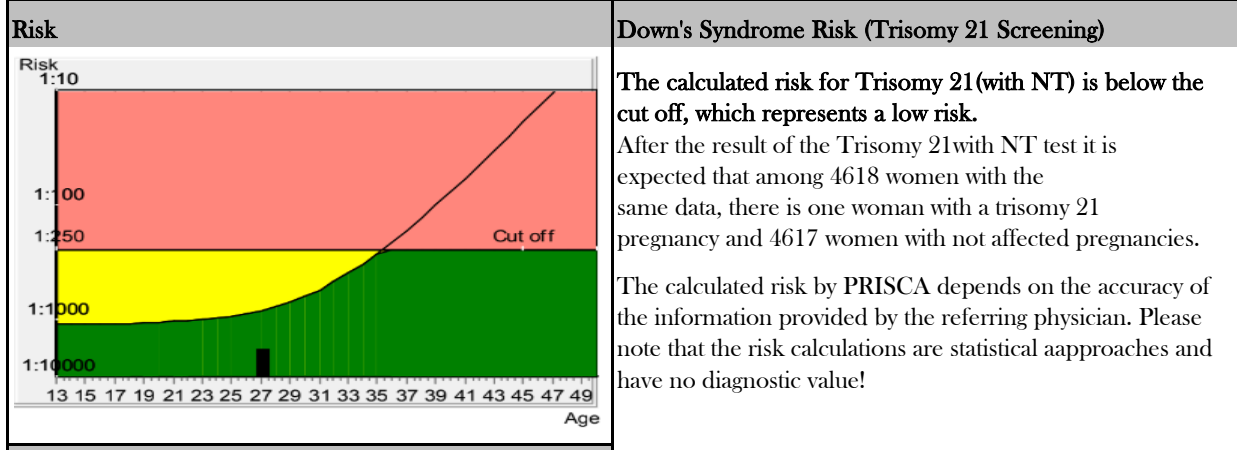 Risk
Risk
1:10
1:100
1:250
Cut off
1:1000
1:10000
13 15 17 19 21 23 25 27 29 31 33 35 37 39 41 43 45 47 49
Age
Down's Syndrome Risk (Trisomy 21 Screening)
The calculated risk for Trisomy 21(with NT) is below the
cut off, which represents a low risk.
After the result of the Trisomy 21with NT test it is
expected that among 4618 women with the
same data, there is one woman with a trisomy 21
pregnancy and 4617 women with not affected pregnancies.
The calculated risk by PRISCA depends on the accuracy of
the information provided by the referring physician. Please
note that the risk calculations are statistical aapproaches and
have no diagnostic value!